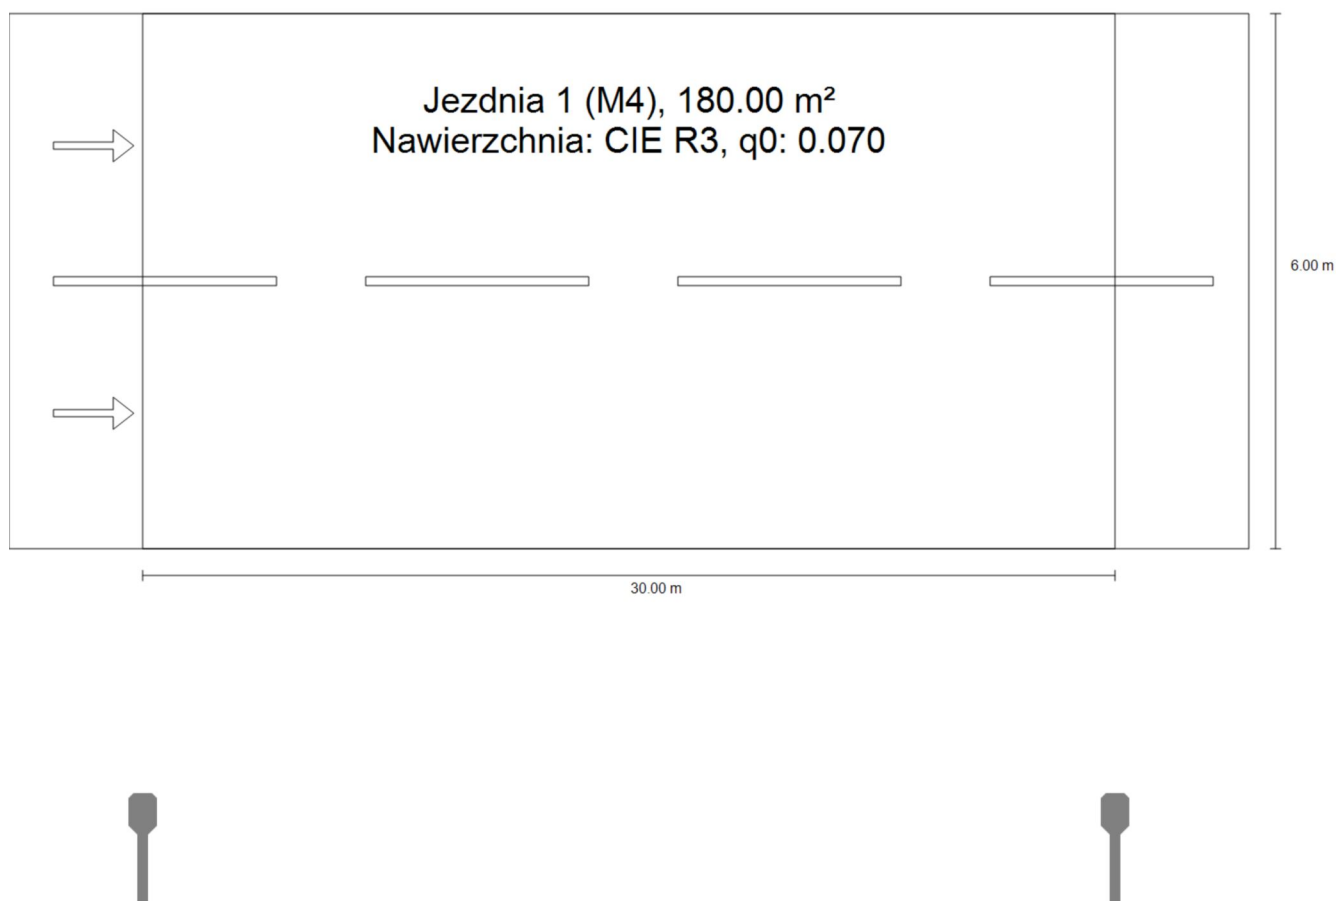 Jezdnia 1 (M4), 180.00 m²
Nawierzchnia: CIE R3, q0: 0.070
6.00 m
30.00 m